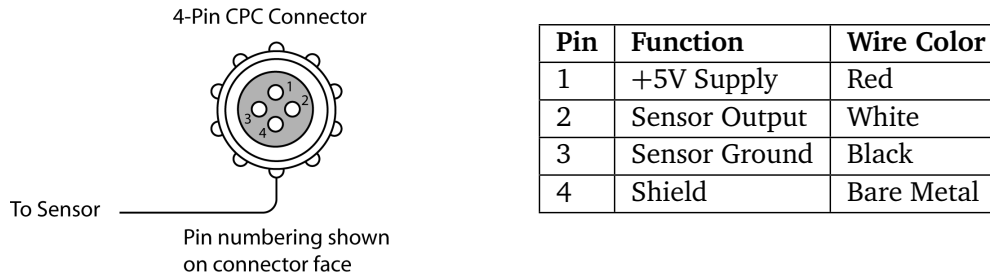 4-Pin CPC Connector
1
2
3
4
To Sensor
Pin numbering shown
on connector face
Pin Function Wire Color
1 +5V Supply Red
2 Sensor Output White
3 Sensor Ground Black
4 Shield Bare Metal